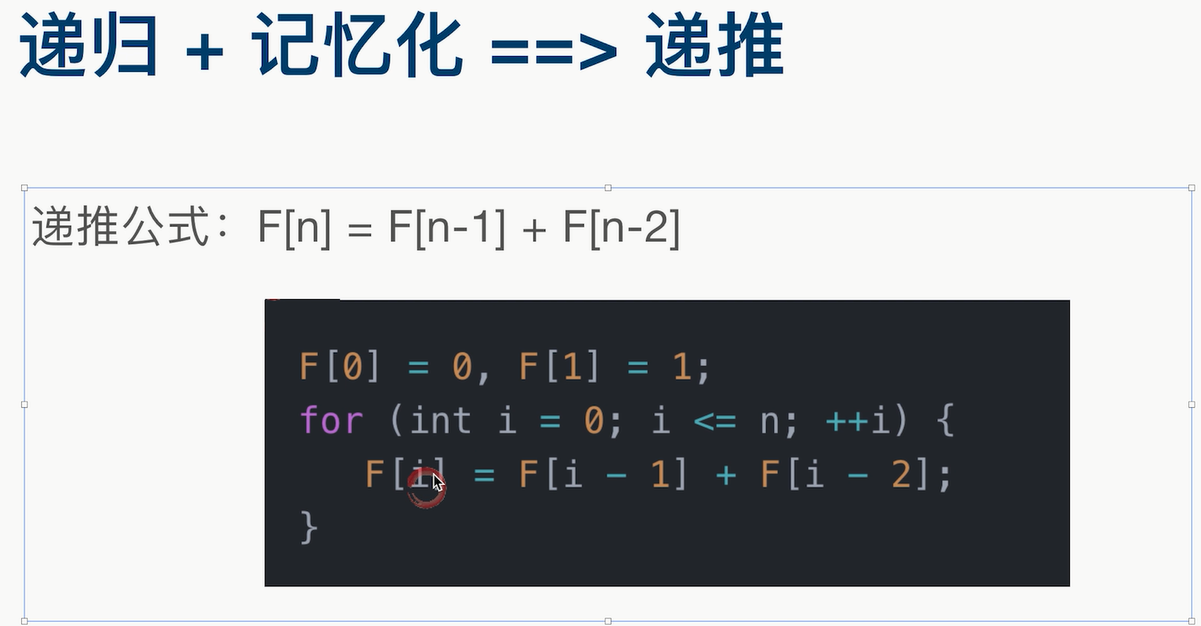 递归 + 记忆化 ==> 递推
递推公式：F[n] = F[n-1] + F[n-2]
F[0] = 0, F[1] = 1;
for (int i = 0; i <= n; ++i) {
F[i] = F[i - 1] + F[i - 2];
}